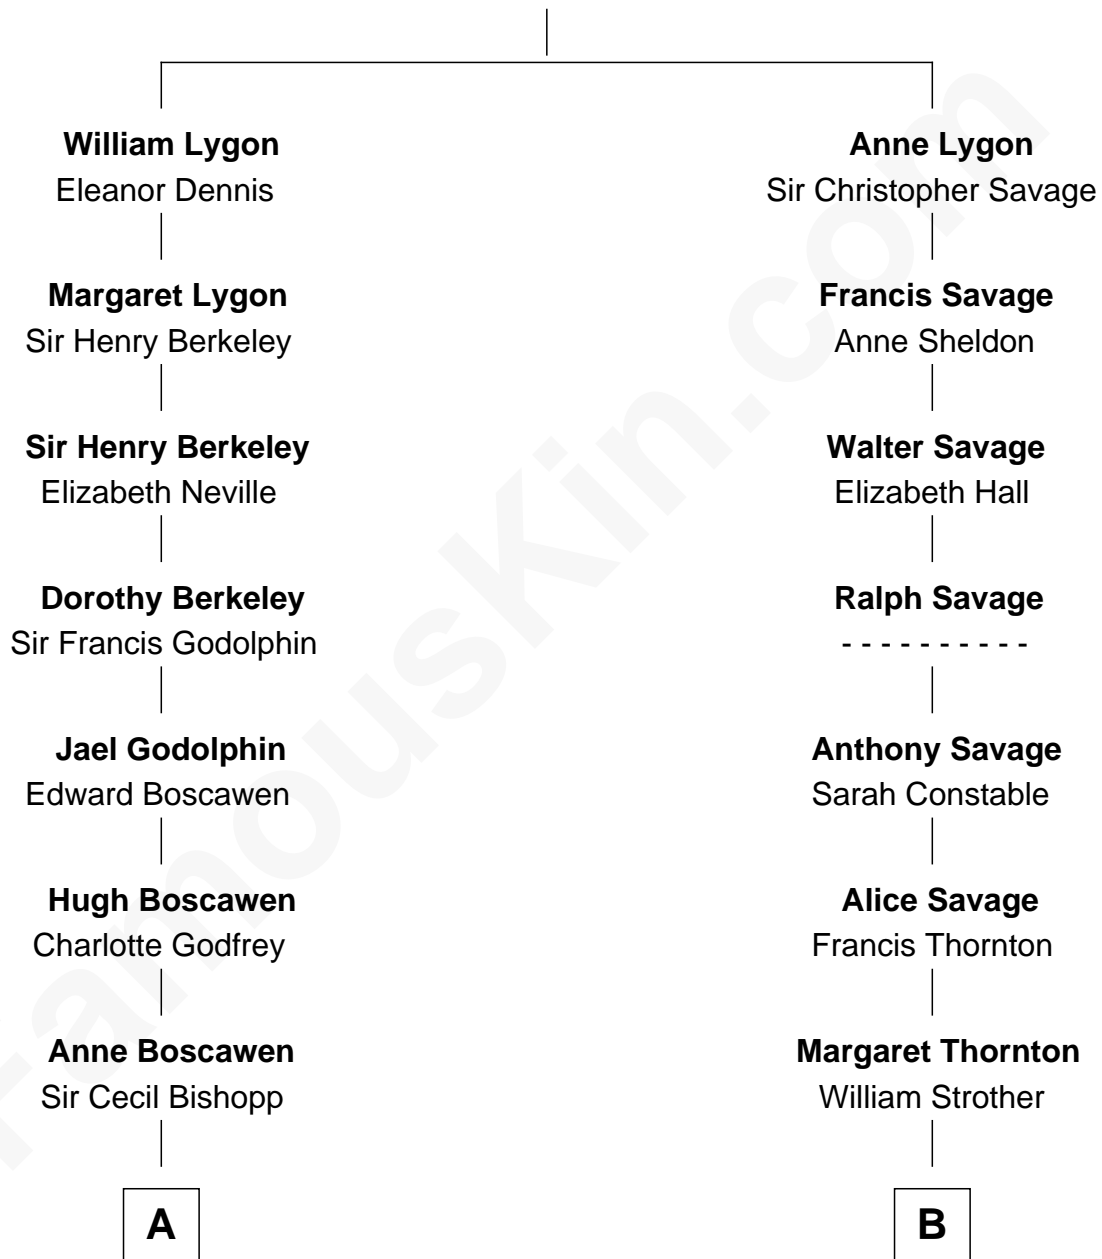 William Lygon
Eleanor Dennis
Margaret Lygon
Sir Henry Berkeley
Sir Henry Berkeley
Elizabeth Neville
Dorothy Berkeley
Sir Francis Godolphin
Jael Godolphin
Edward Boscawen
Hugh Boscawen
Charlotte Godfrey
Anne Boscawen
Sir Cecil Bishopp
A
Anne Lygon
Sir Christopher Savage
Francis Savage
Anne Sheldon
Walter Savage
Elizabeth Hall
Ralph Savage
- - - - - - - - - -
Anthony Savage
Sarah Constable
Alice Savage
Francis Thornton
Margaret Thornton
William Strother
B
FamousKin.com